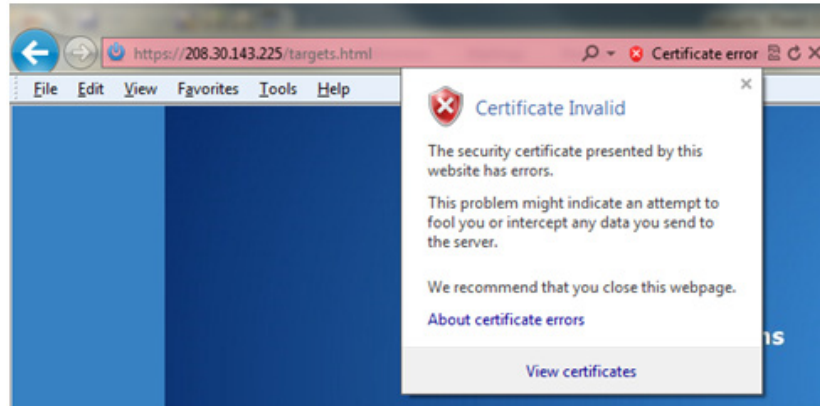 https://208.30.143.225/targets.html Certificate error
File Edit View Favorites Tools Help
Certificate Invalid
The security certificate presented by this
website has errors.
This problem might indicate an attempt to
fool you or intercept any data you send to
the server.
We recommend that you close this webpage.
About certificate errors
ns
View certificates